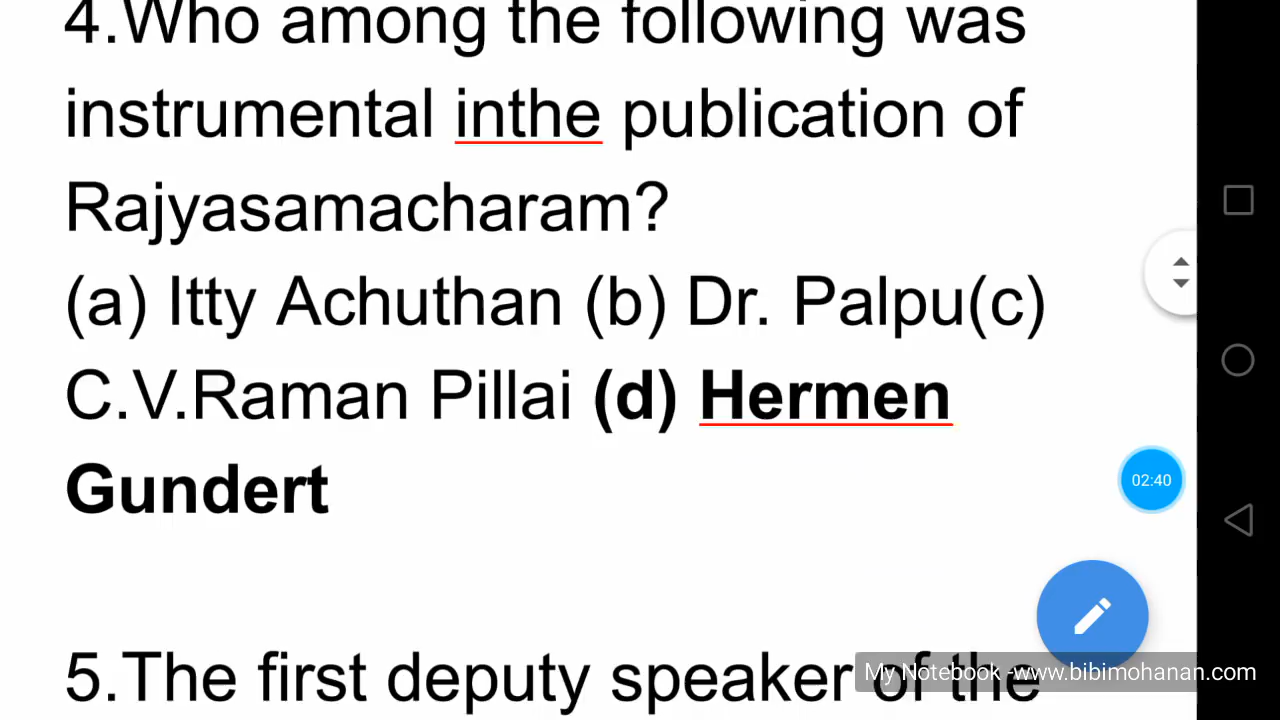 4.Who among the following was
instrumental inthe publication of
Rajyasamacharam?
(a) Itty Achuthan (b) Dr. Palpu(c)
C.V.Raman Pillai (d) Hermen
Gundert
02:40
5.The first deputy speaker of the
My Notebook -www.bibimohanan.com